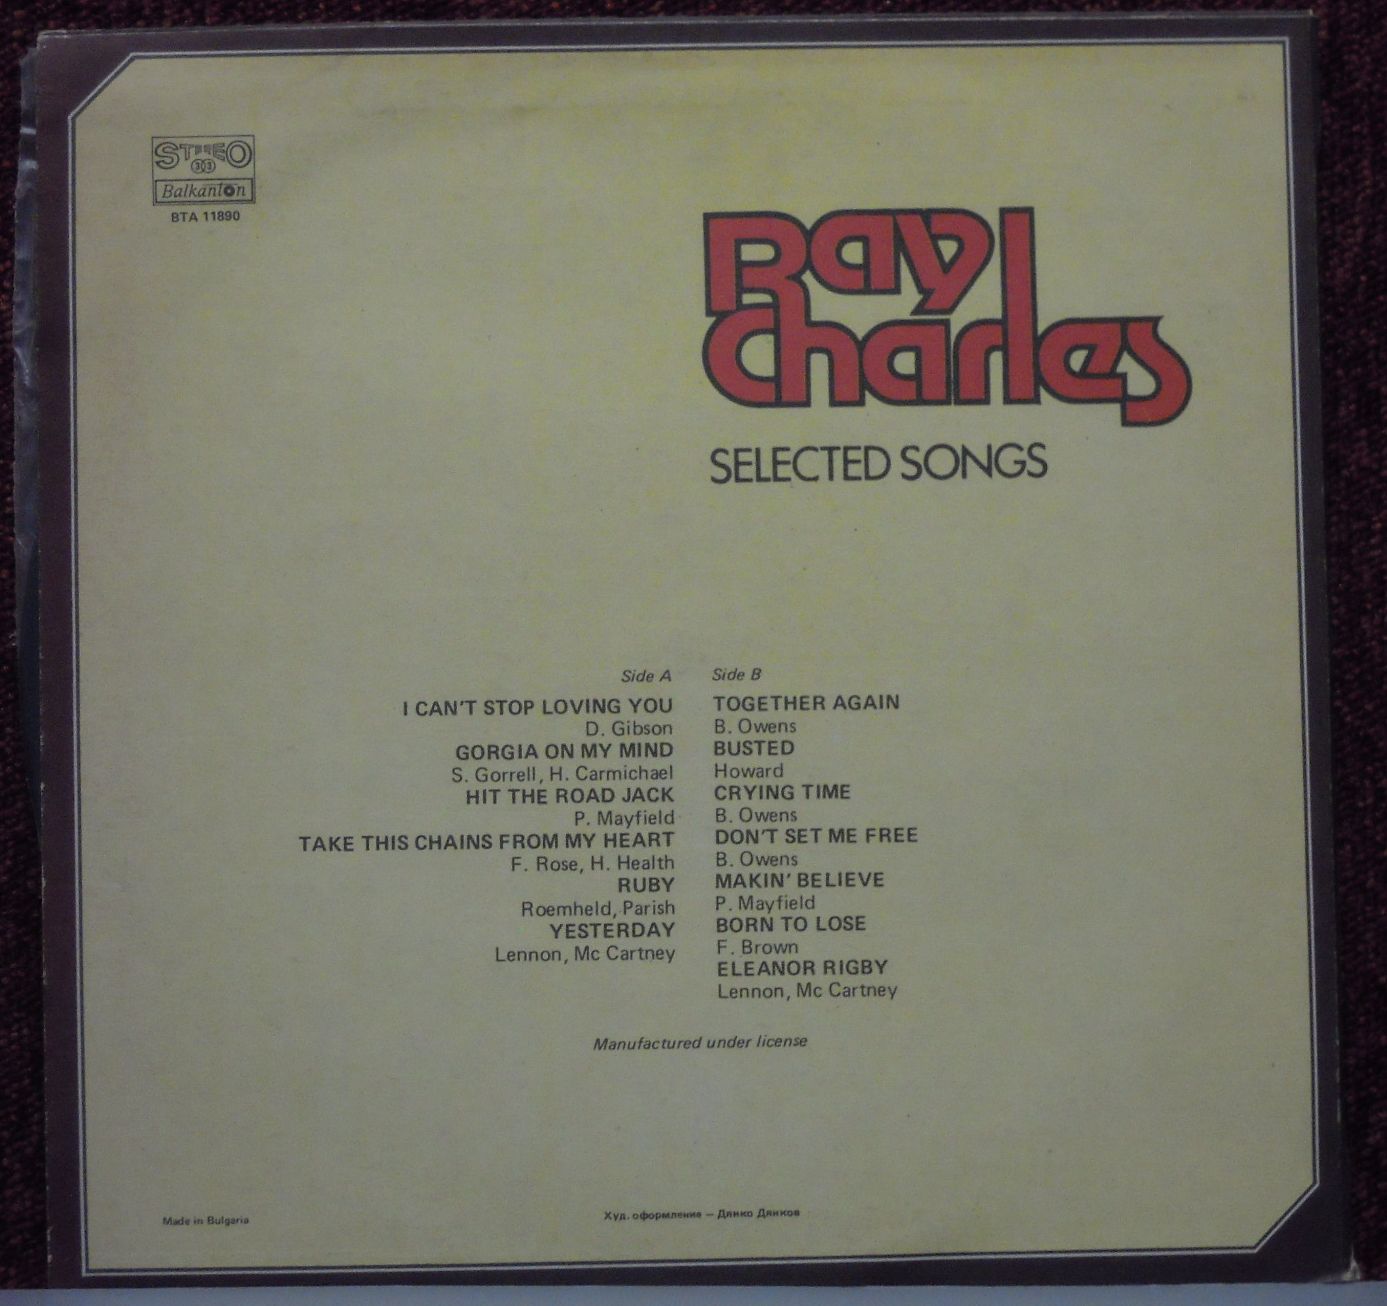 STEREO
33
Balkanton
BTA 11890
Ray
Charles
SELECTED SONGS
Side A
I CAN'T STOP LOVING YOU
D. Gibson
GORGIA ON MY MIND
S. Gorrell, H. Carmichael
HIT THE ROAD JACK
P. Mayfield
TAKE THIS CHAINS FROM MY HEART
F. Rose, H. Health
RUBY
Roemheld, Parish
YESTERDAY
Lennon, Mc Cartney
Side B
TOGETHER AGAIN
B. Owens
BUSTED
Howard
CRYING TIME
B. Owens
DON'T SET ME FREE
B. Owens
MAKIN' BELIEVE
P. Mayfield
BORN TO LOSE
F. Brown
ELEANOR RIGBY
Lennon, Mc Cartney
Manufactured under license
Made in Bulgaria
Худ. оформление — Дянко Дянков